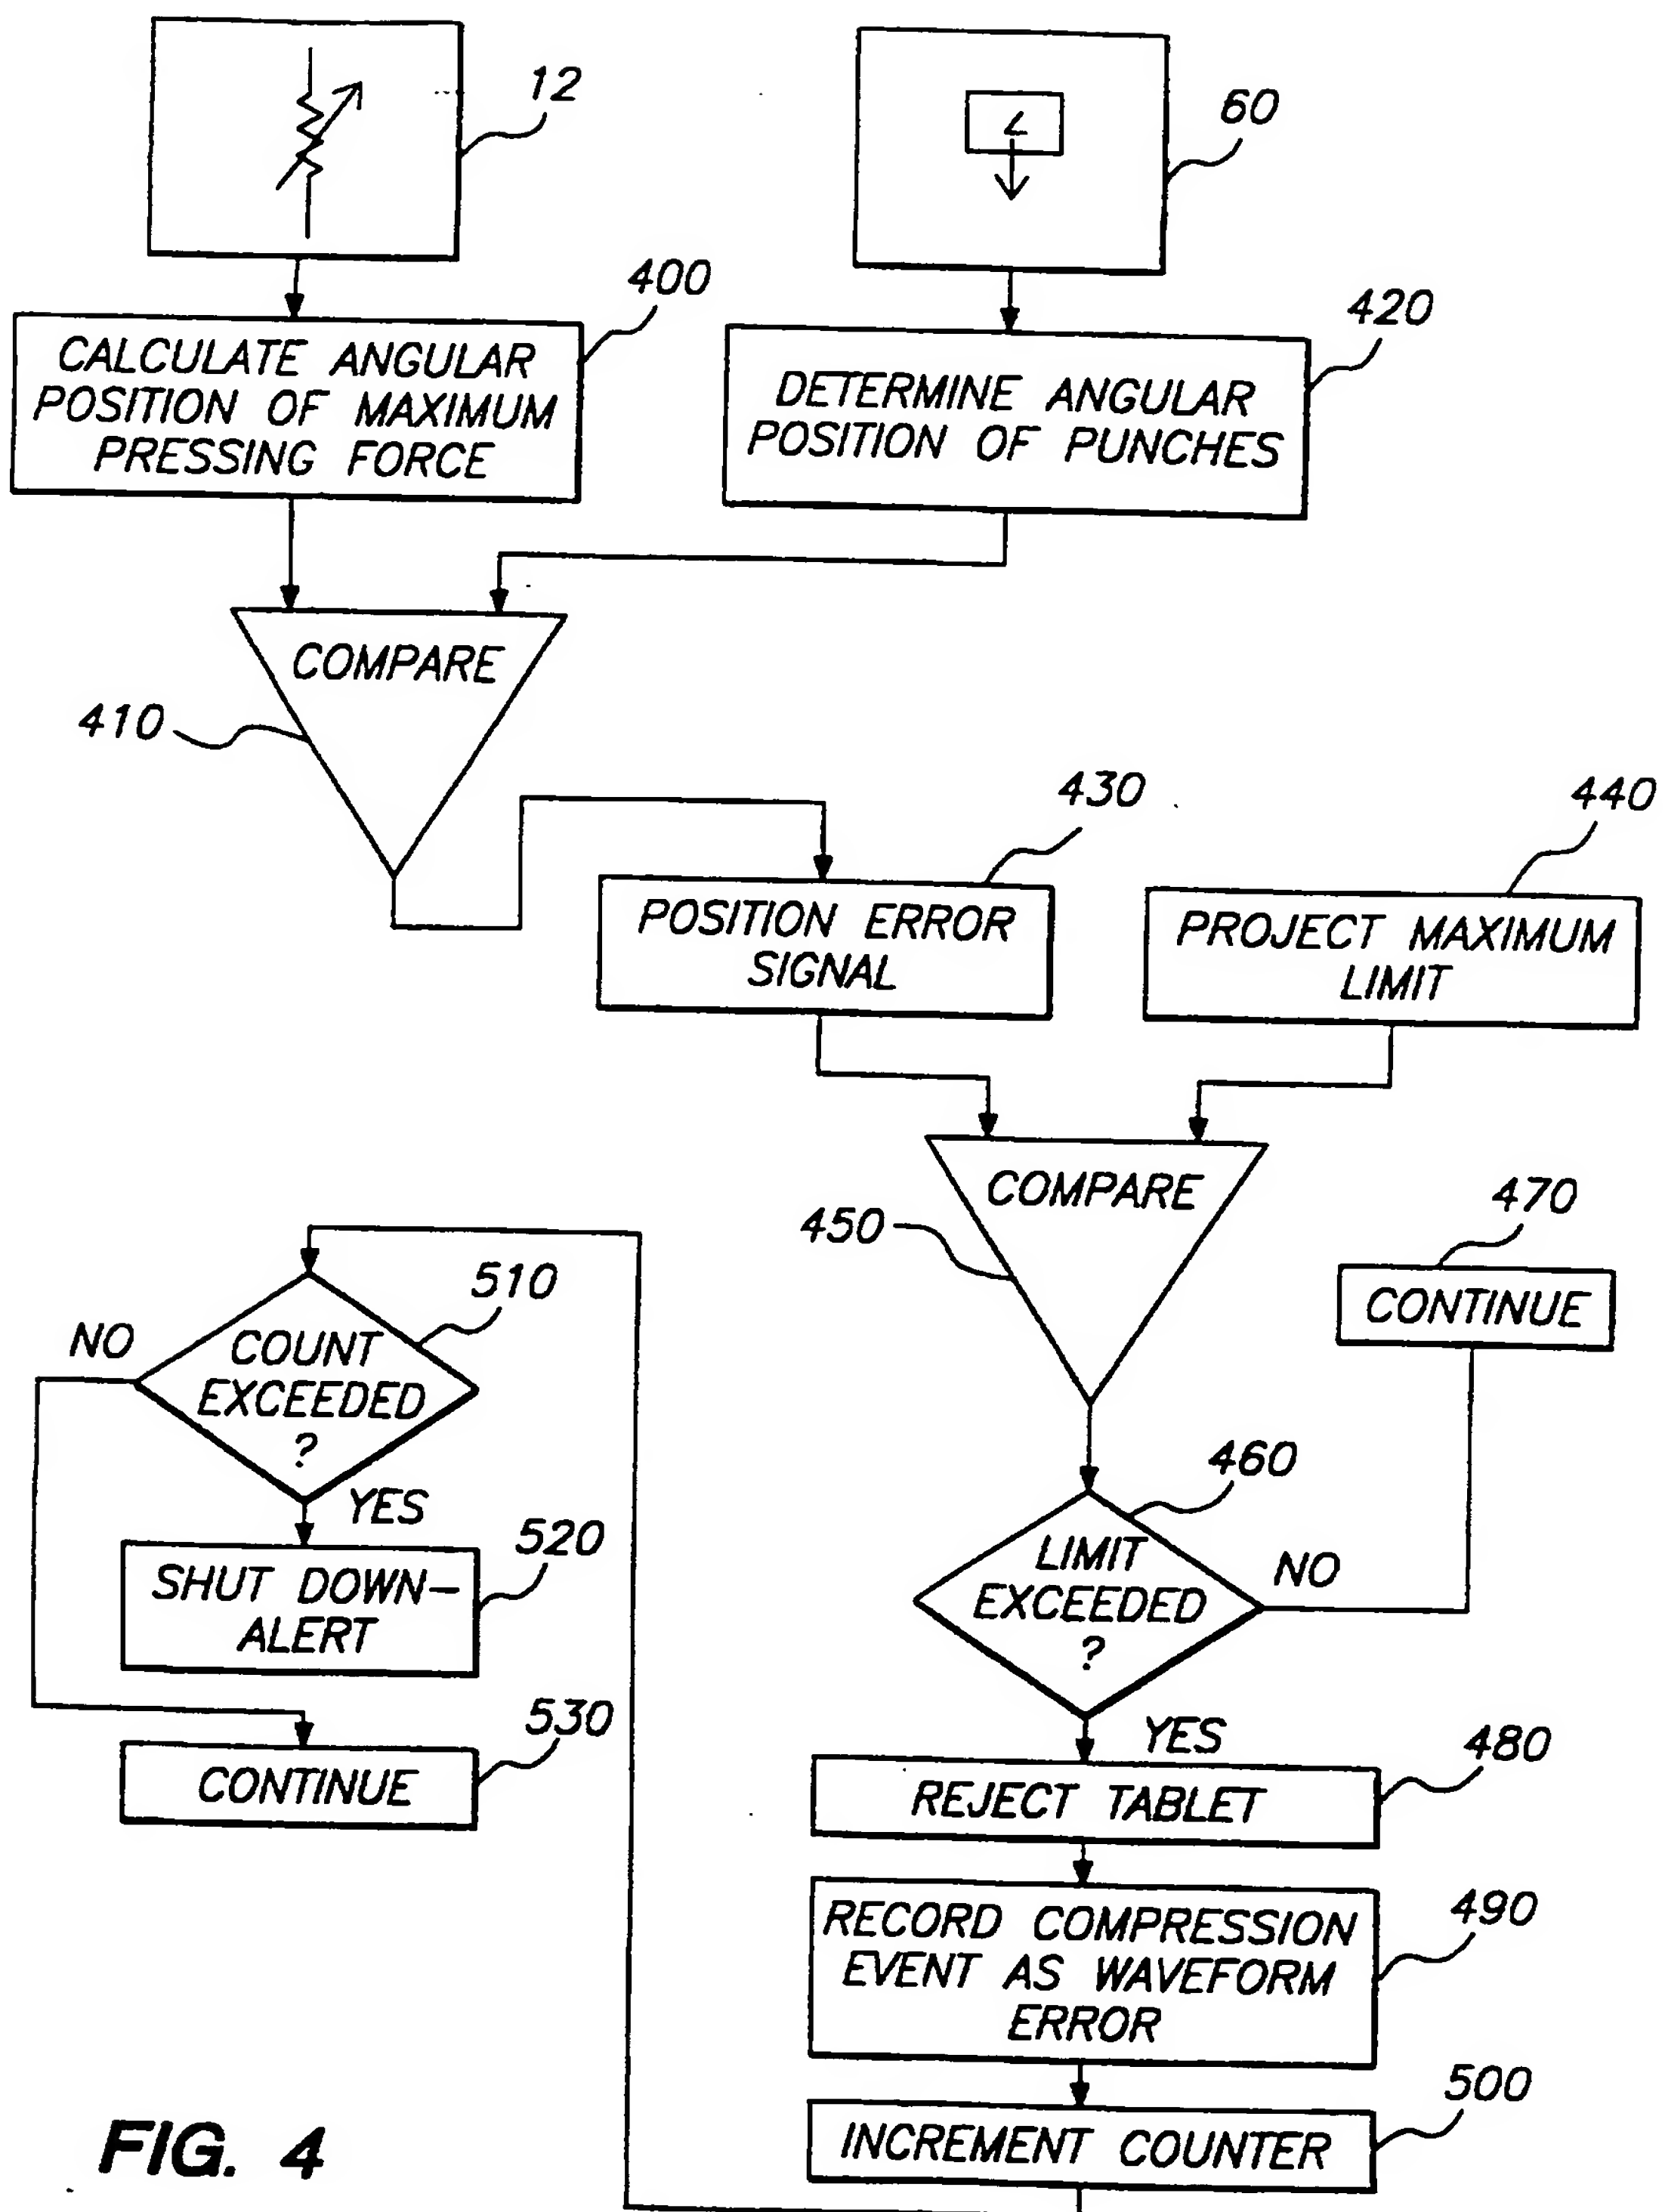 12
60
400
CALCULATE ANGULAR
POSITION OF MAXIMUM
PRESSING FORCE
420
DETERMINE ANGULAR
POSITION OF PUNCHES
COMPARE
410
430
440
POSITION ERROR
SIGNAL
PROJECT MAXIMUM
LIMIT
COMPARE
450
470
CONTINUE
510
NO
COUNT
EXCEEDED
?
YES
460
LIMIT
EXCEEDED
?
NO
520
SHUT DOWN-
ALERT
530
CONTINUE
YES
480
REJECT TABLET
490
RECORD COMPRESSION
EVENT AS WAVEFORM
ERROR
500
INCREMENT COUNTER
FIG. 4